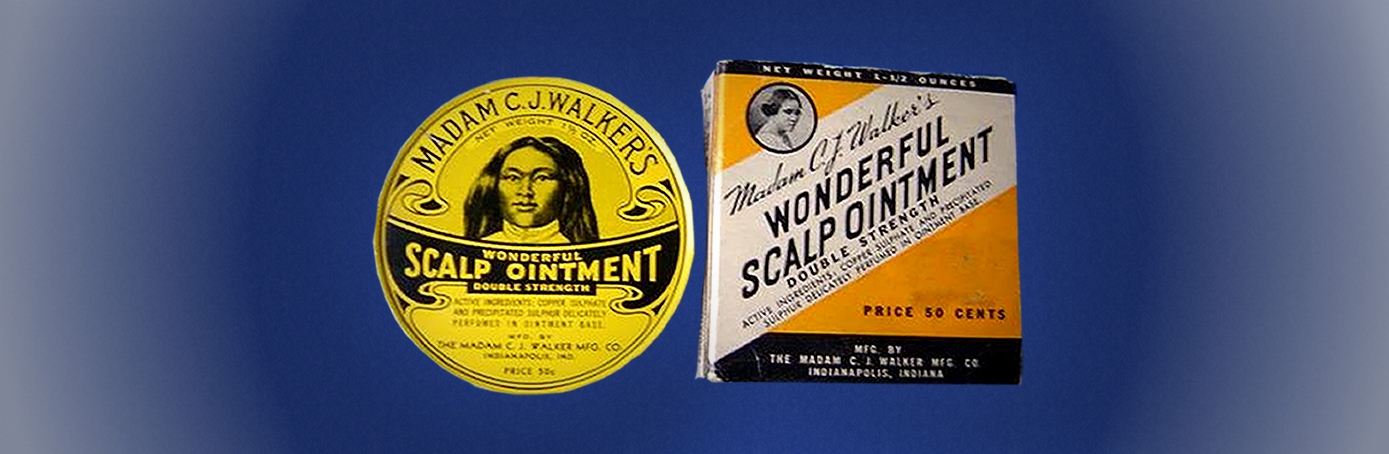 MADAM C.J. WALKER'S
NET WEIGHT 1½ OZ.
WONDERFUL
SCALP OINTMENT
DOUBLE STRENGTH
ACTIVE INGREDIENTS: COPPER SULPHATE
AND PRECIPITATED SULPHUR DELICATELY
PERFUMED IN OINTMENT BASE.
MFG. BY
THE MADAM C. J. WALKER MFG. CO.
INDIANAPOLIS, IND.
PRICE 50c
NET WEIGHT 1-1/2 OUNCES
Madam C.J. Walker's
WONDERFUL
SCALP OINTMENT
DOUBLE STRENGTH
ACTIVE INGREDIENTS: COPPER SULPHATE AND PRECIPITATED
SULPHUR DELICATELY PERFUMED IN OINTMENT BASE.
PRICE 50 CENTS
MFG. BY
THE MADAM C. J. WALKER MFG. CO.
INDIANAPOLIS, INDIANA